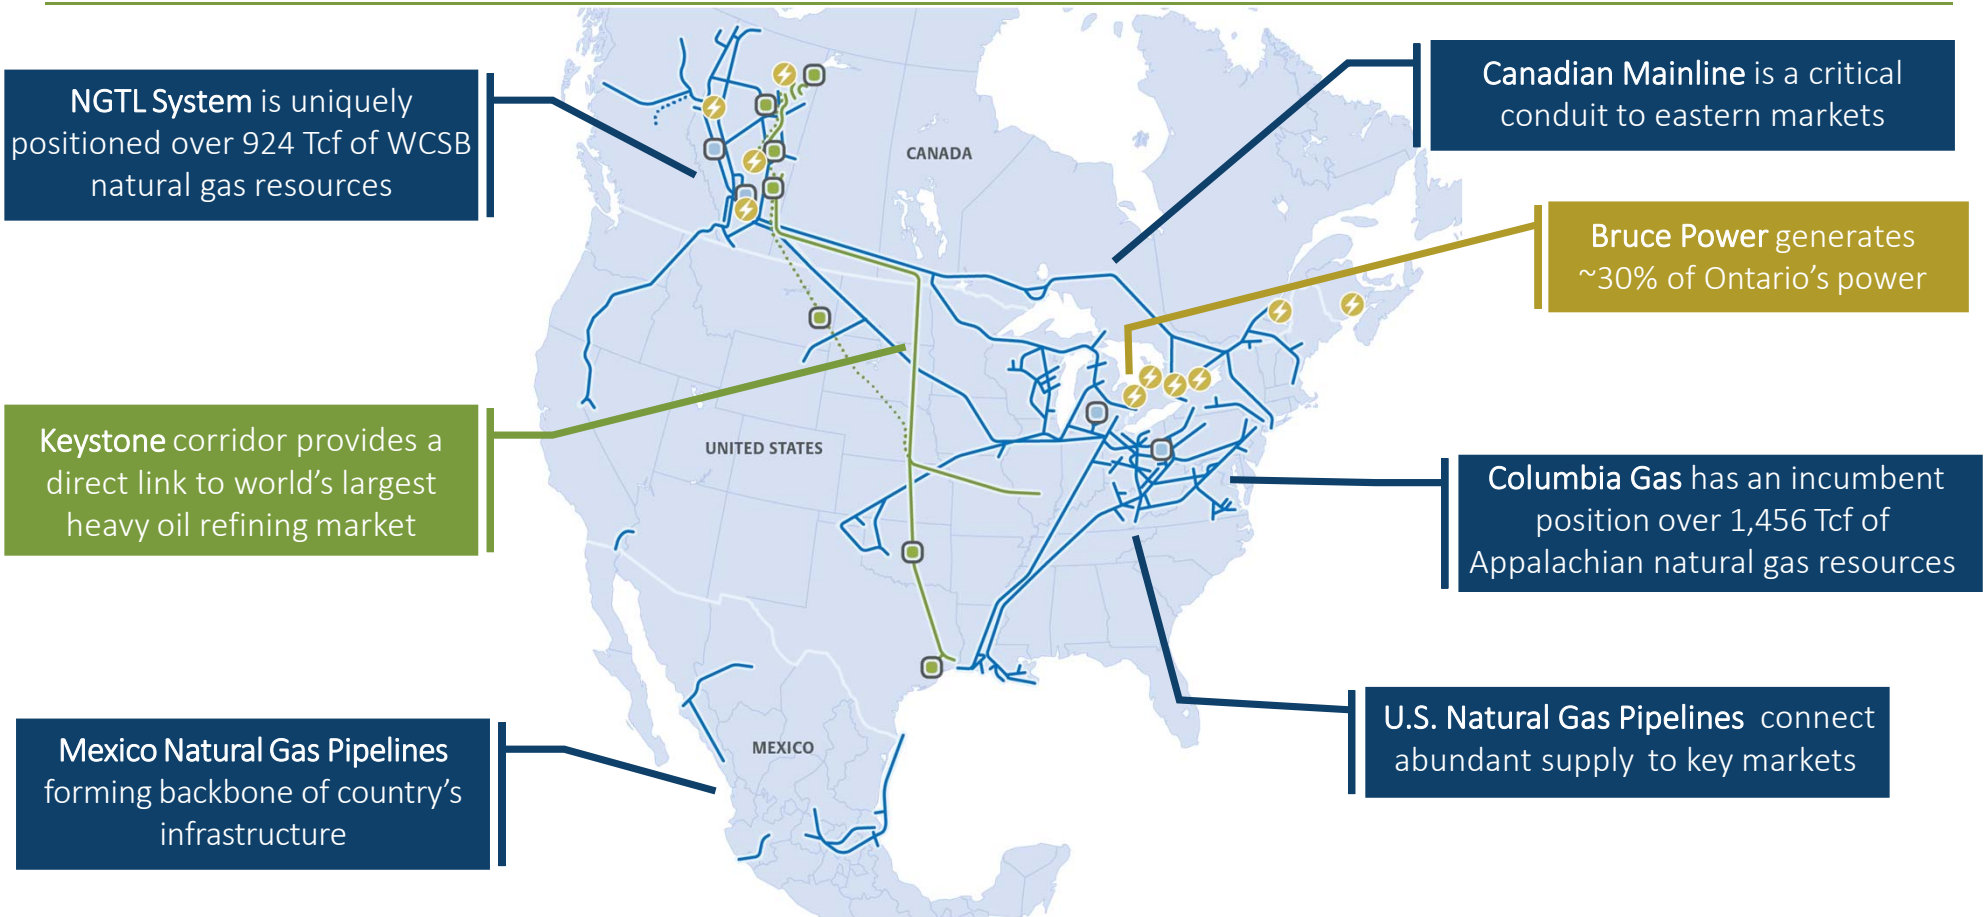 NGTL System is uniquely
positioned over 924 Tcf of WCSB
natural gas resources
Canadian Mainline is a critical
conduit to eastern markets
CANADA
Bruce Power generates
~30% of Ontario’s power
Keystone corridor provides a
direct link to world’s largest
heavy oil refining market
UNITED STATES
Columbia Gas has an incumbent
position over 1,456 Tcf of
Appalachian natural gas resources
Mexico Natural Gas Pipelines
forming backbone of country’s
infrastructure
MEXICO
U.S. Natural Gas Pipelines connect
abundant supply to key markets